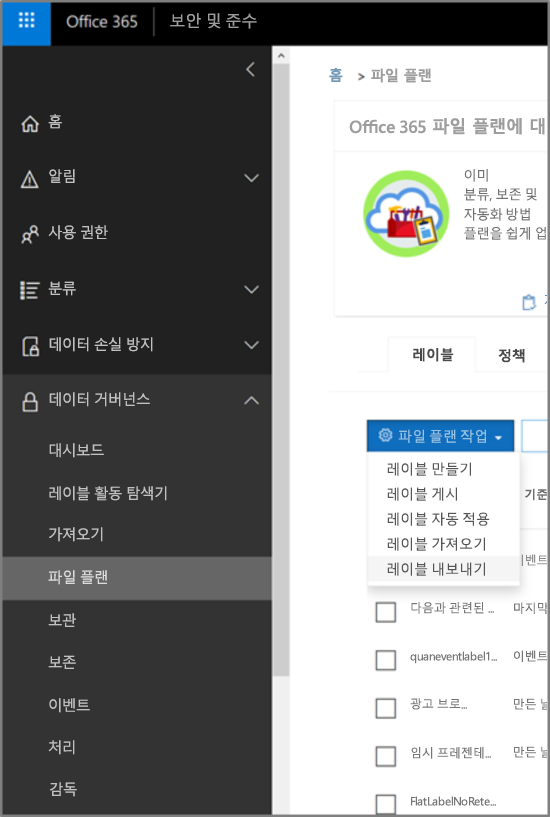 Office 365 보안 및 준수
홈
알림
사용 권한
분류
데이터 손실 방지
데이터 거버넌스
대시보드
레이블 활동 탐색기
가져오기
파일 플랜
보관
보존
이벤트
처리
감독
홈 > 파일 플랜
Office 365 파일 플랜에 대
이미
분류, 보존 및
자동화 방법
플랜을 쉽게 업
레이블 정책
파일 플랜 작업
레이블 만들기
레이블 게시
레이블 자동 적용
레이블 가져오기
레이블 내보내기
기준
이벤트
다음과 관련된 ... 마지막
quaneventlabel1... 이벤트
광고 브로... 만든 날
임시 프레젠테... 만든 날
FlatLabelNoRete...